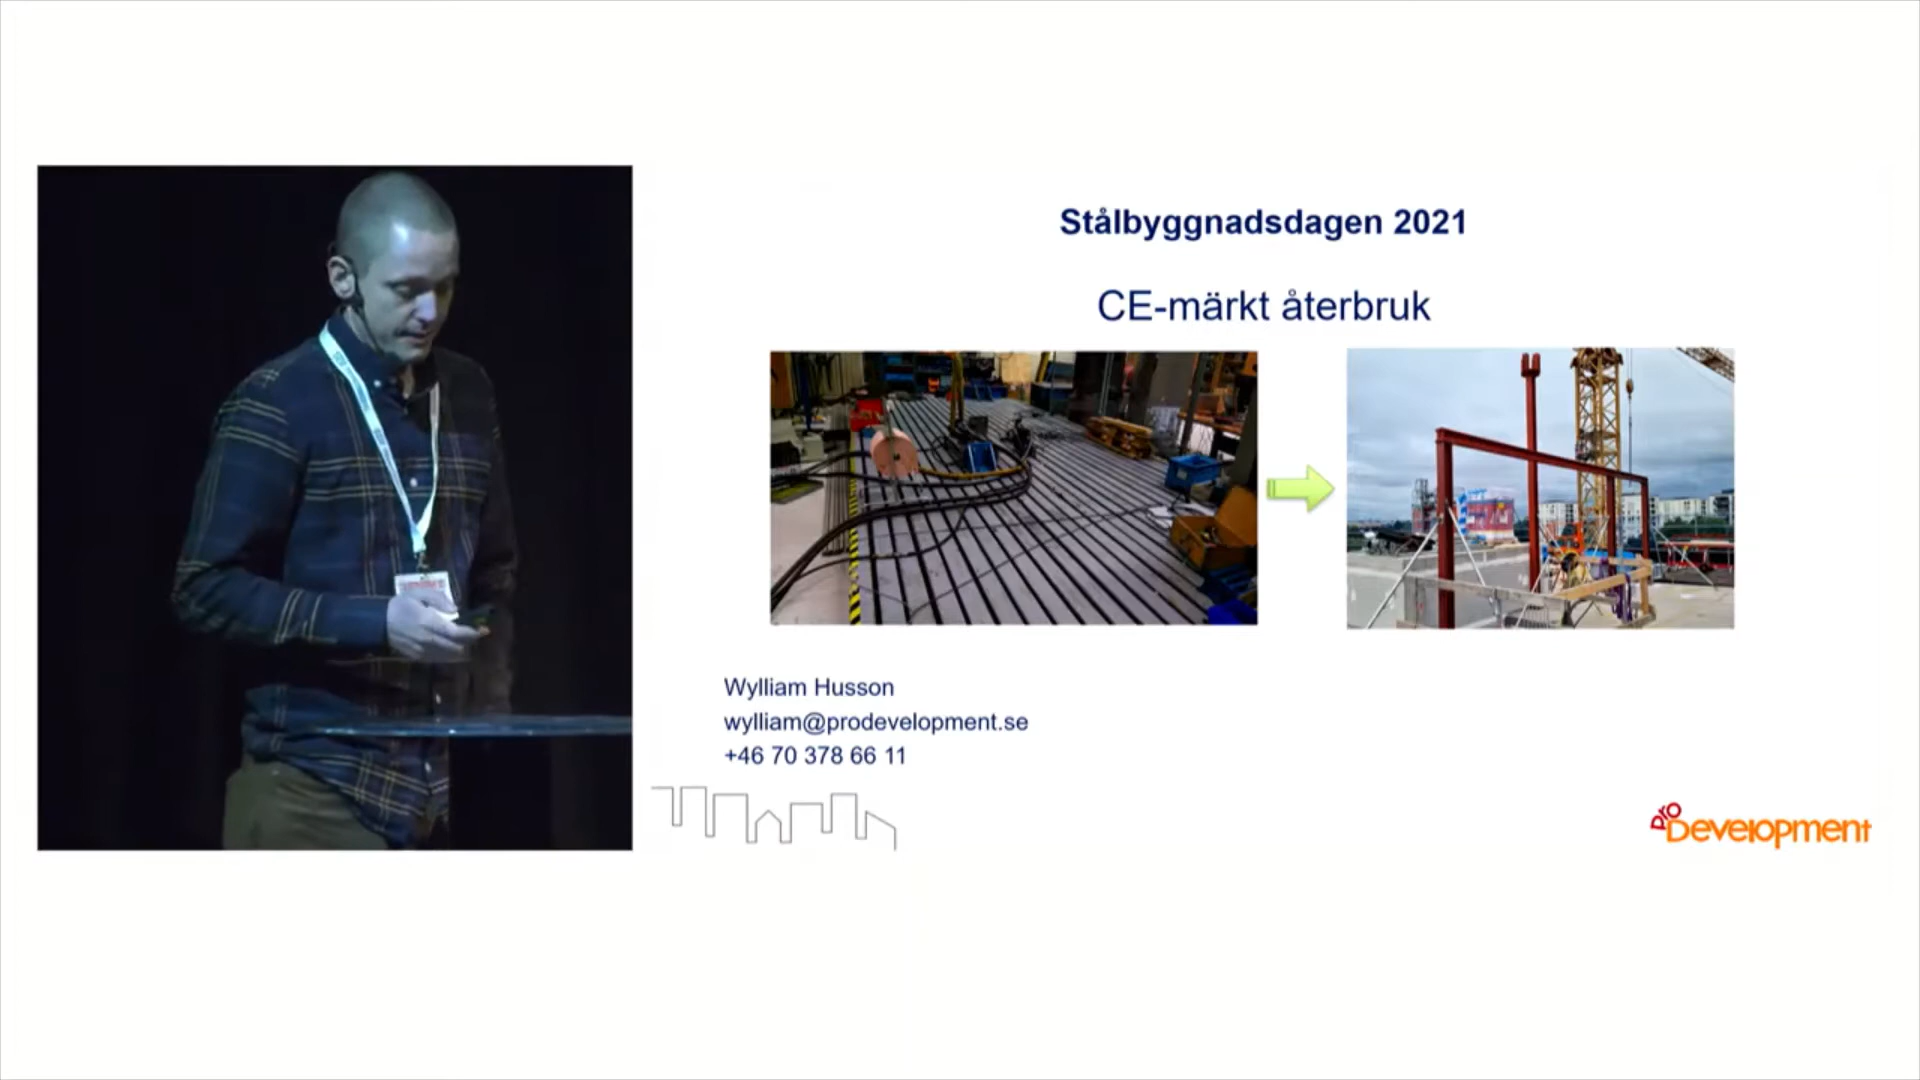 Stålbyggnadsdagen 2021
CE-märkt återbruk
Wylliam Husson
wylliam@prodevelopment.se
+46 70 378 66 11
pro
Development